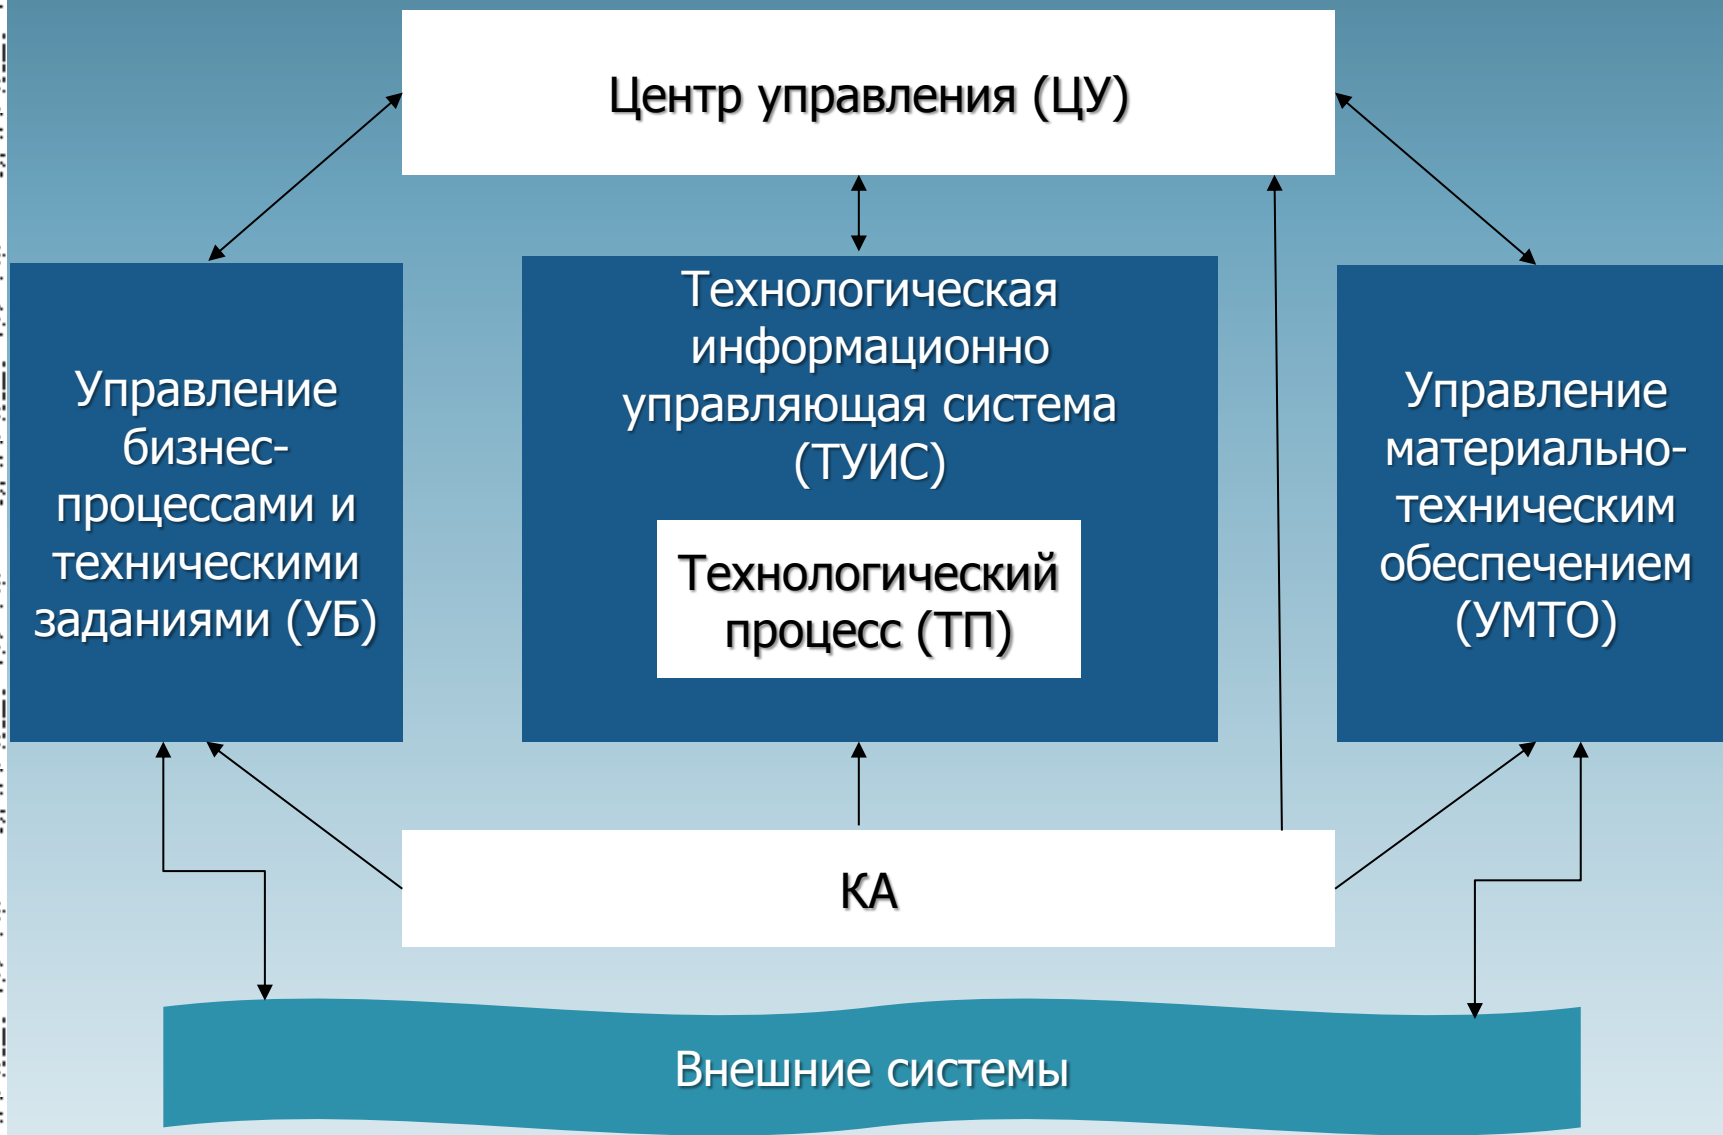 Центр управления (ЦУ)
Управление
бизнес-
процессами и
техническими
заданиями (УБ)
Технологическая
информационно
управляющая система
(ТУИС)
Технологический
процесс (ТП)
Управление
материально-
техническим
обеспечением
(УМТО)
КА
Внешние системы